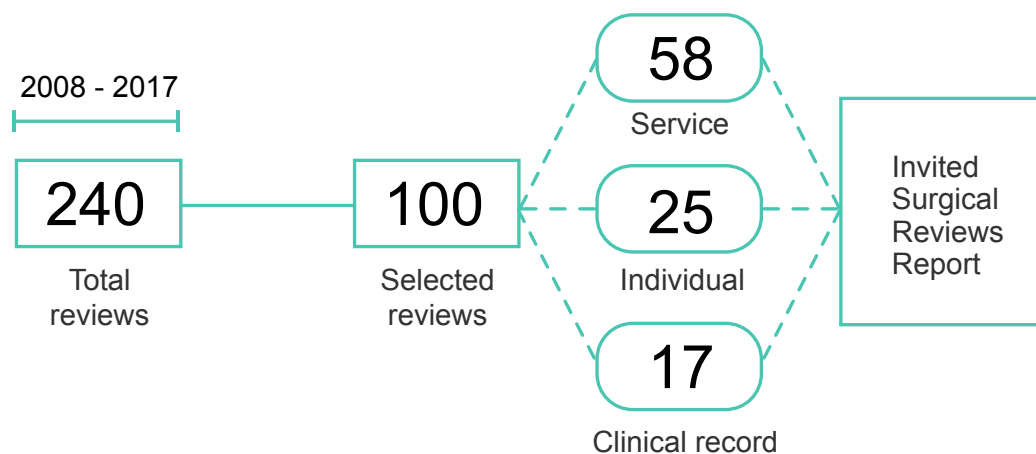 2008 - 2017
240
Total
reviews
100
Selected
reviews
58
Service
25
Individual
17
Clinical record
Invited
Surgical
Reviews
Report